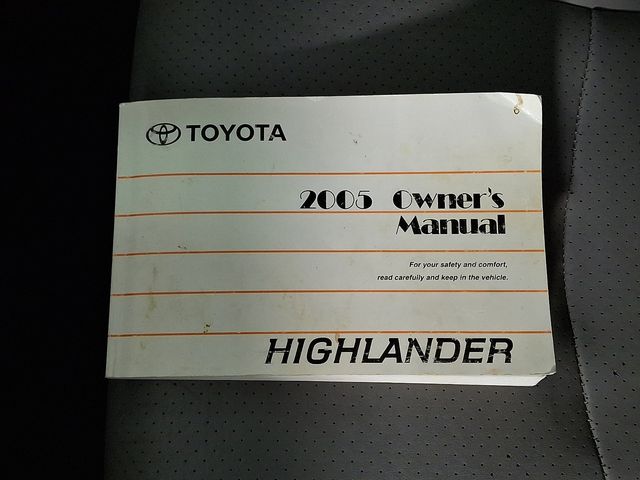 TOYOTA
2005 Owner's
Manual
For your safety and comfort,
read carefully and keep in the vehicle.
HIGHLANDER